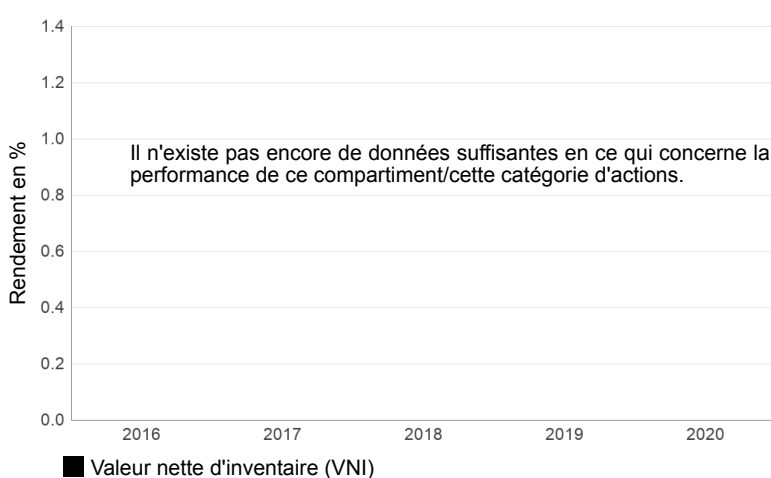 1.4
1.2
1.0
Il n'existe pas encore de données suffisantes en ce qui concerne la
performance de ce compartiment/cette catégorie d'actions.
0.8
0.6
0.4
0.2
0.0
Rendement en %
2016 2017 2018 2019 2020
Valeur nette d'inventaire (VNI)